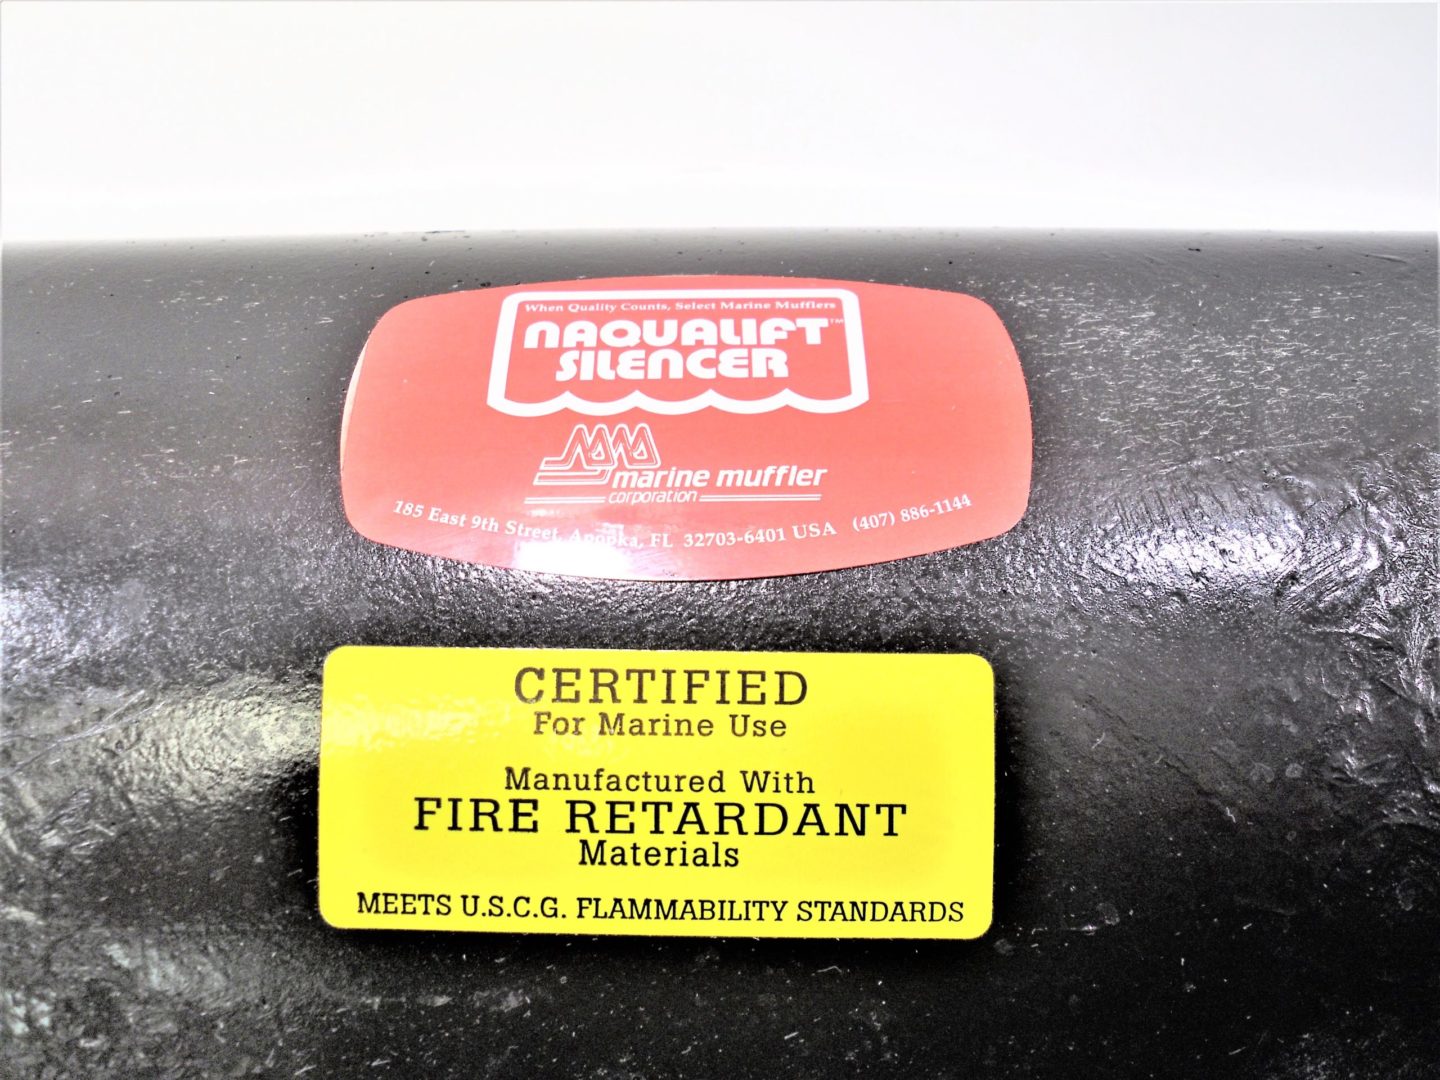 When Quality Counts, Select Marine Mufflers
NAQUALIFT™
SILENCER
marine muffler
corporation
185 East 9th Street, Apopka, FL 32703-6401 USA (407) 886-1144
CERTIFIED
For Marine Use
Manufactured With
FIRE RETARDANT
Materials
MEETS U.S.C.G. FLAMMABILITY STANDARDS